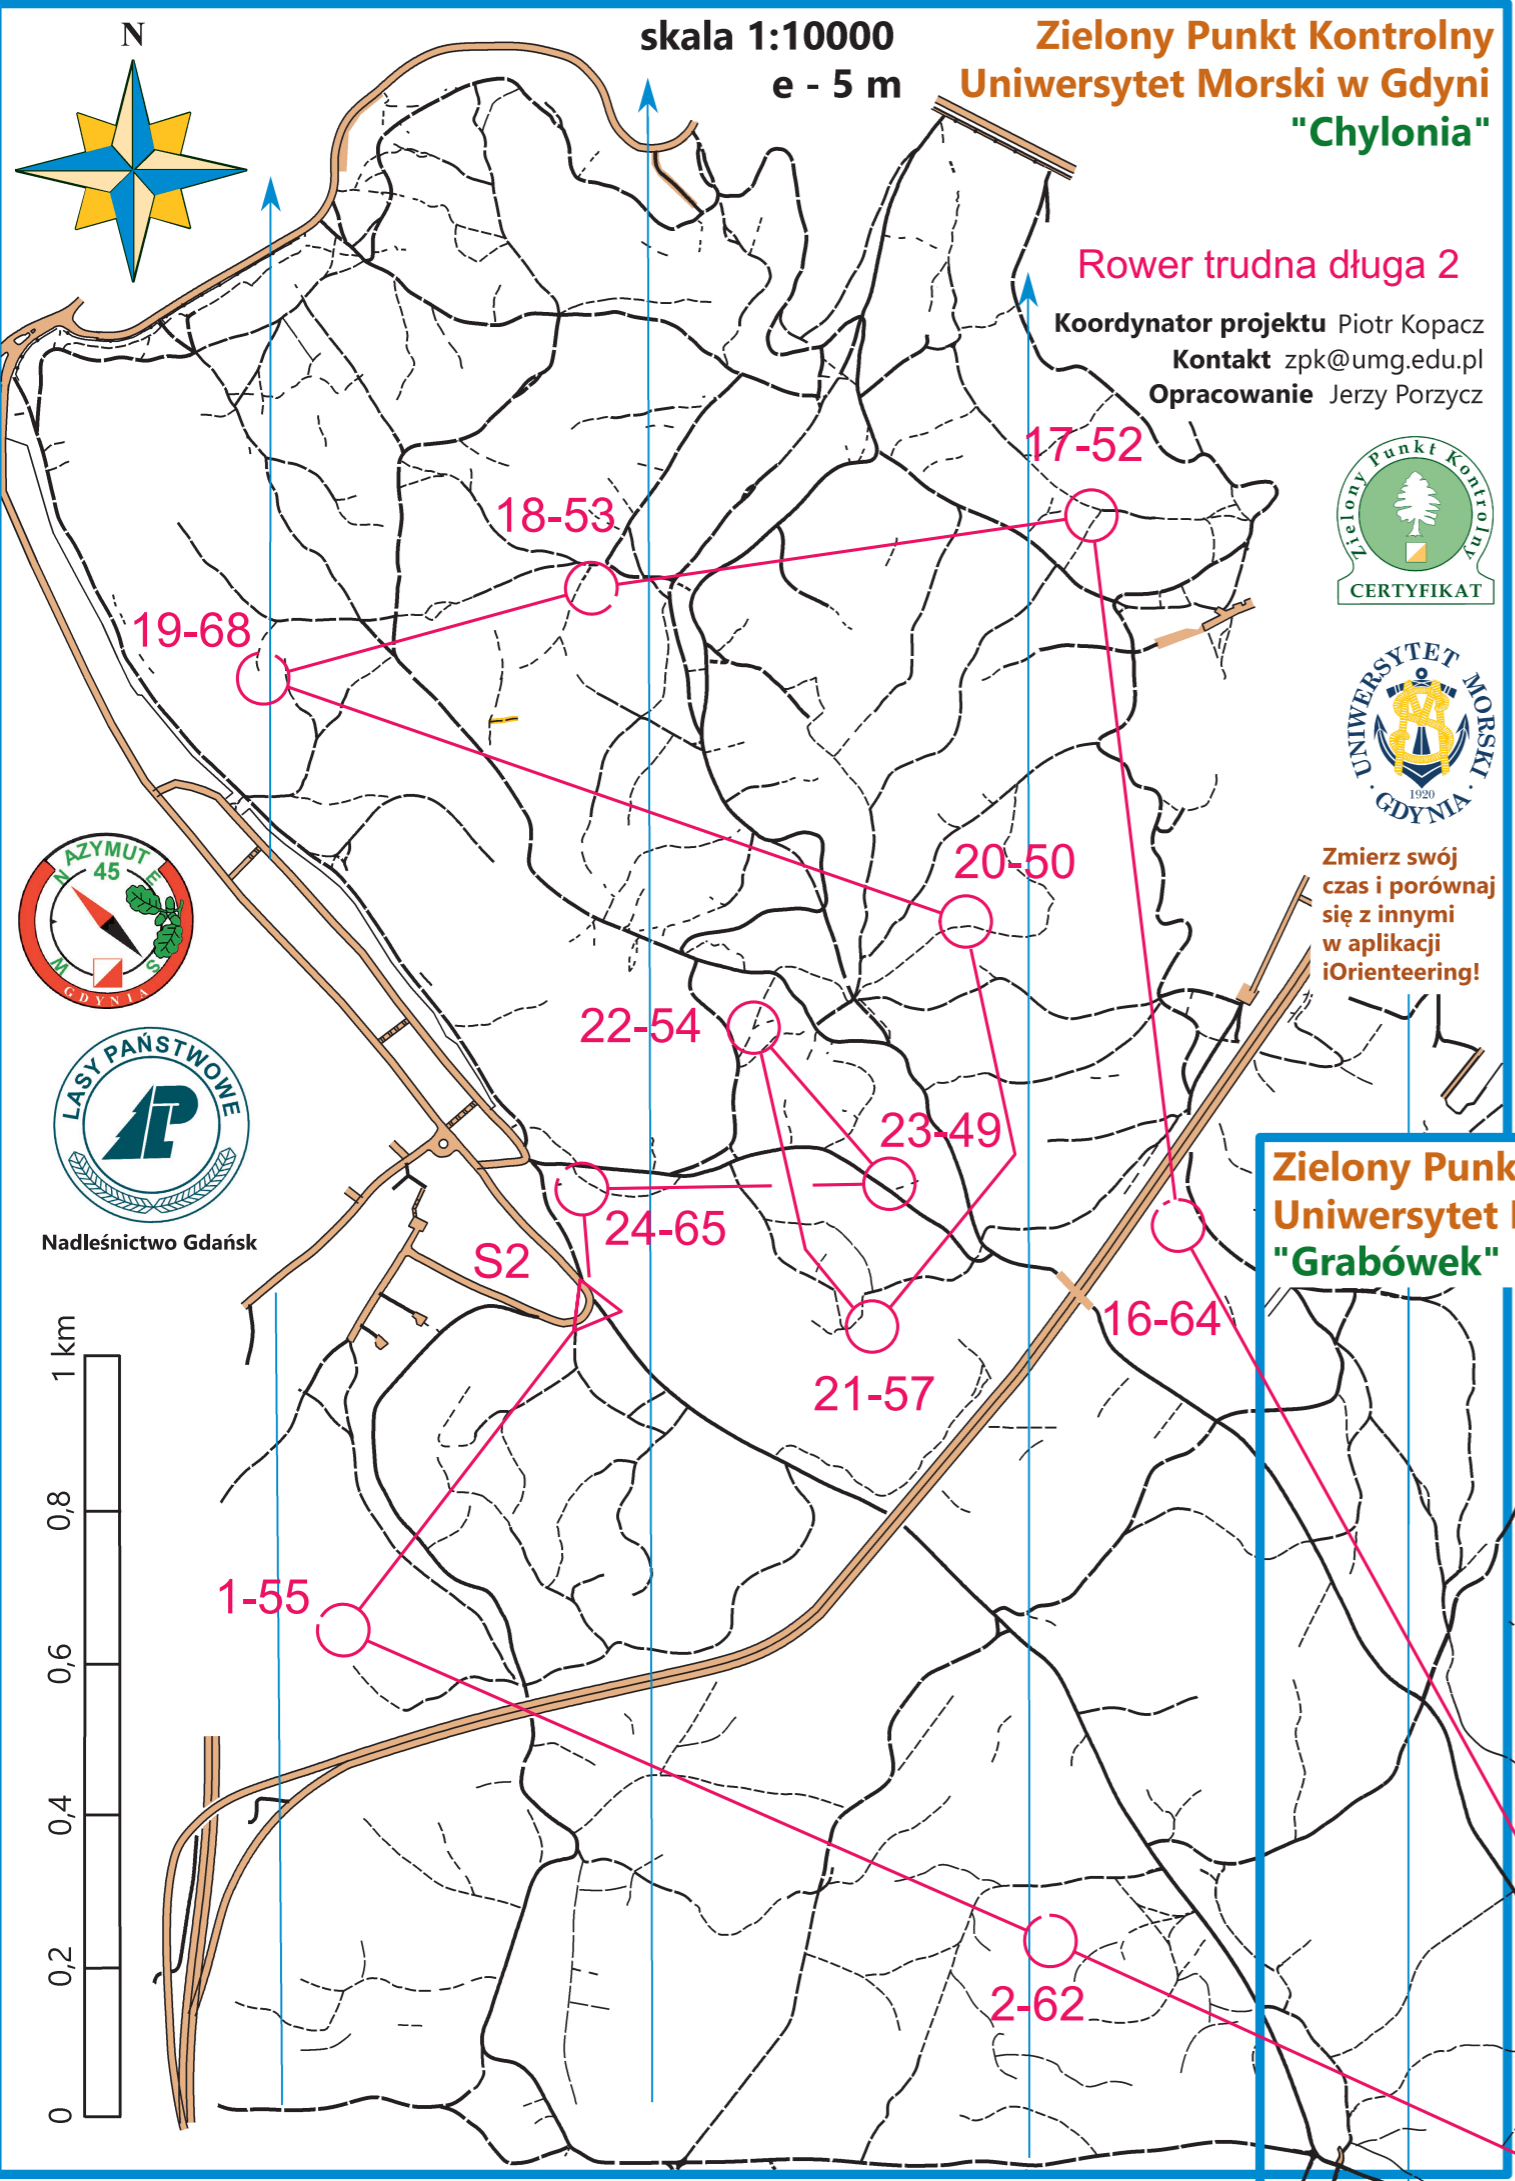 N
skala 1:10000
e - 5 m
Zielony Punkt Kontrolny
Uniwersytet Morski w Gdyni
"Chylonia"
Rower trudna długa 2
Koordynator projektu Piotr Kopacz
Kontakt zpk@umg.edu.pl
Opracowanie Jerzy Porzycz
17-52
Zielony Punkt Kontrolny
CERTYFIKAT
18-53
19-68
UNIWERSYTET MORSKI
1920
· GDYNIA ·
AZYMUT
45
N
E
W
S
GDYNIA
20-50
Zmierz swój
czas i porównaj
się z innymi
w aplikacji
iOrienteering!
22-54
LASY PAŃSTWOWE
Nadleśnictwo Gdańsk
23-49
24-65
S2
Zielony Punk
Uniwersytet
"Grabówek"
16-64
21-57
1 km
0,8
0,6
0,4
0,2
0
1-55
2-62